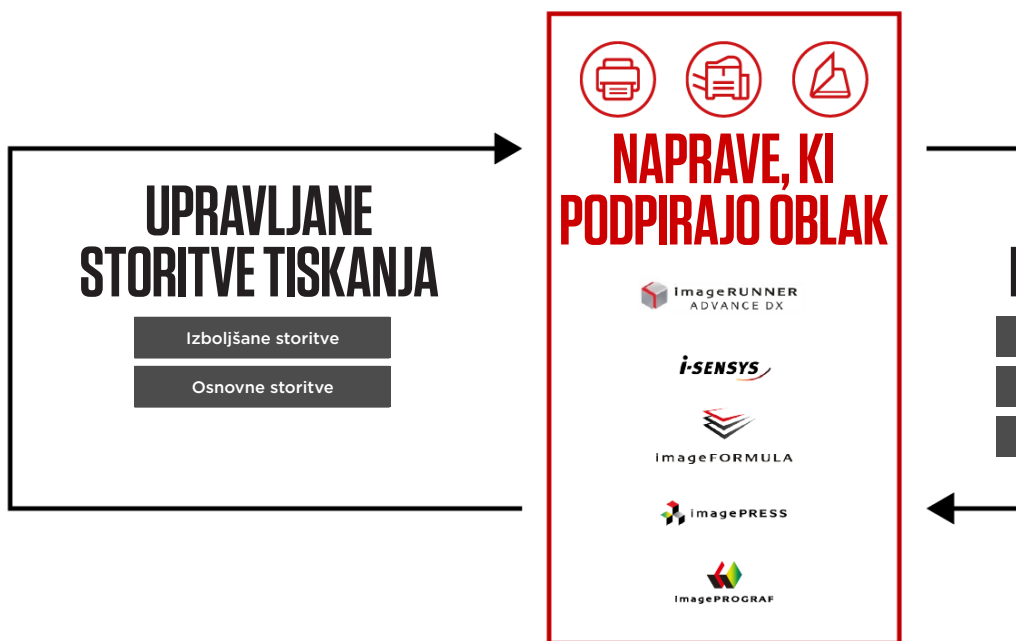 UPRAVLJANE
STORITVE TISKANJA
Izboljšane storitve
Osnovne storitve
NAPRAVE, KI
PODPIRAJO OBLAK
imageRUNNER
ADVANCE DX
i-SENSYS
imageFORMULA
imagePRESS
imagePROGRAF